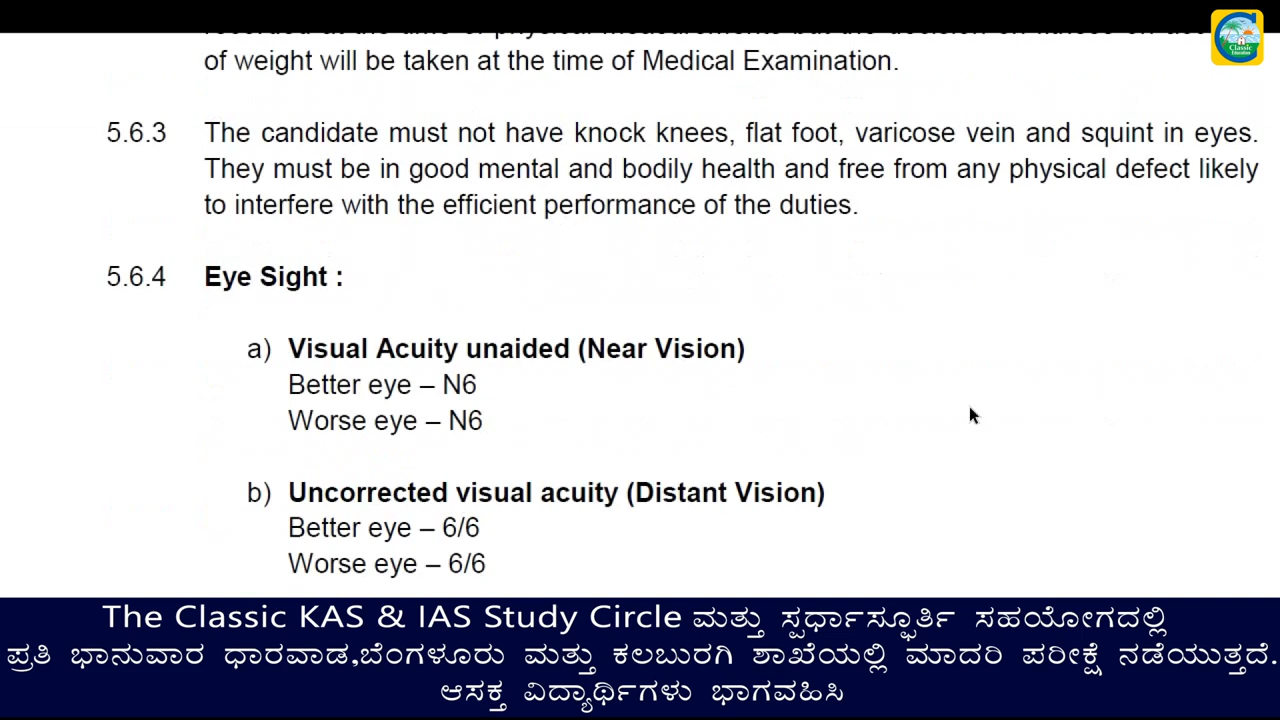 of weight will be taken at the time of Medical Examination.
5.6.3 The candidate must not have knock knees, flat foot, varicose vein and squint in eyes.
They must be in good mental and bodily health and free from any physical defect likely
to interfere with the efficient performance of the duties.
5.6.4 Eye Sight :
a) Visual Acuity unaided (Near Vision)
Better eye – N6
Worse eye – N6
b) Uncorrected visual acuity (Distant Vision)
Better eye – 6/6
Worse eye – 6/6
The Classic KAS & IAS Study Circle ಮತ್ತು ಸ್ಪರ್ಧಾಸ್ಫೂರ್ತಿ ಸಹಯೋಗದಲ್ಲಿ
ಪ್ರತಿ ಭಾನುವಾರ ಧಾರವಾಡ,ಬೆಂಗಳೂರು ಮತ್ತು ಕಲಬುರಗಿ ಶಾಖೆಯಲ್ಲಿ ಮಾದರಿ ಪರೀಕ್ಷೆ ನಡೆಯುತ್ತದೆ.
ಆಸಕ್ತ ವಿದ್ಯಾರ್ಥಿಗಳು ಭಾಗವಹಿಸಿ
Classic
Education